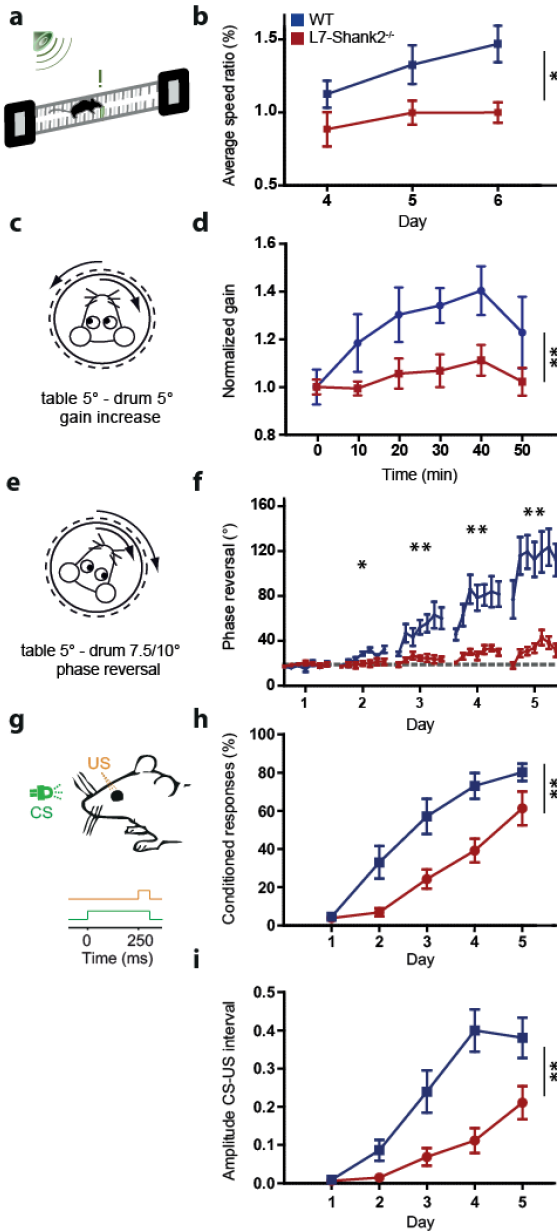 a
!
b
WT
L7-Shank2-/-
Average speed ratio (%)
1.5
1.0
0.5
4 5 6
Day
*
c
table 5° - drum 5°
gain increase
d
Normalized gain
1.6
1.4
1.2
1.0
0.8
0 10 20 30 40 50
Time (min)
**
e
table 5° - drum 7.5/10°
phase reversal
f
Phase reversal (°)
160
120
80
40
0
* ** ** **
1 2 3 4 5
Day
g
US
CS
0 250
Time (ms)
h
Conditioned responses (%)
100
80
60
40
20
0
1 2 3 4 5
Day
**
i
Amplitude CS-US interval
0.5
0.4
0.3
0.2
0.1
0.0
1 2 3 4 5
Day
**